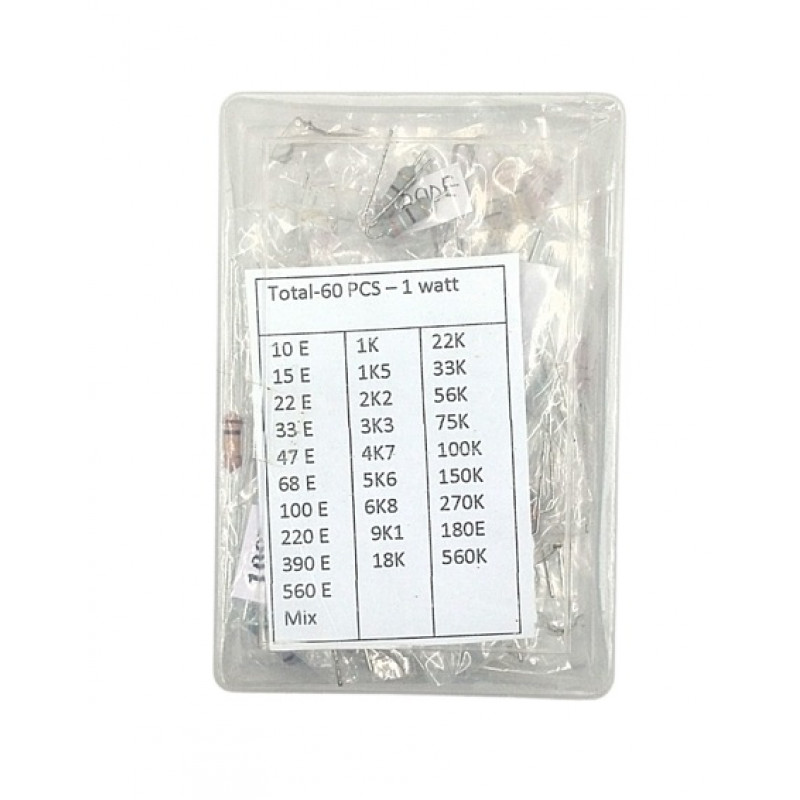 Total-60 PCS – 1 watt
10 E
15 E
22 E
33 E
47 E
68 E
100 E
220 E
390 E
560 E
Mix
1K
1K5
2K2
3K3
4K7
5K6
6K8
9K1
18K
22K
33K
56K
75K
100K
150K
270K
180E
560K